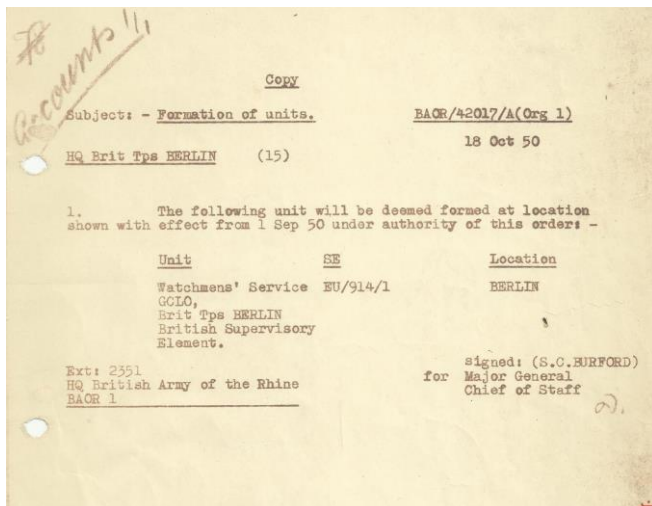 To
Accounts 1/1
Copy
Subject: - Formation of units. BAOR/42017/A(Org 1)
18 Oct 50
HQ Brit Tps BERLIN (15)
1. The following unit will be deemed formed at location
shown with effect from 1 Sep 50 under authority of this order: -
Unit SE Location
Watchmens' Service EU/914/1 BERLIN
GCLO,
Brit Tps BERLIN
British Supervisory
Element.
signed: (S.C.BURFORD)
Ext: 2351
for Major General
HQ British Army of the Rhine
Chief of Staff
BAOR 1